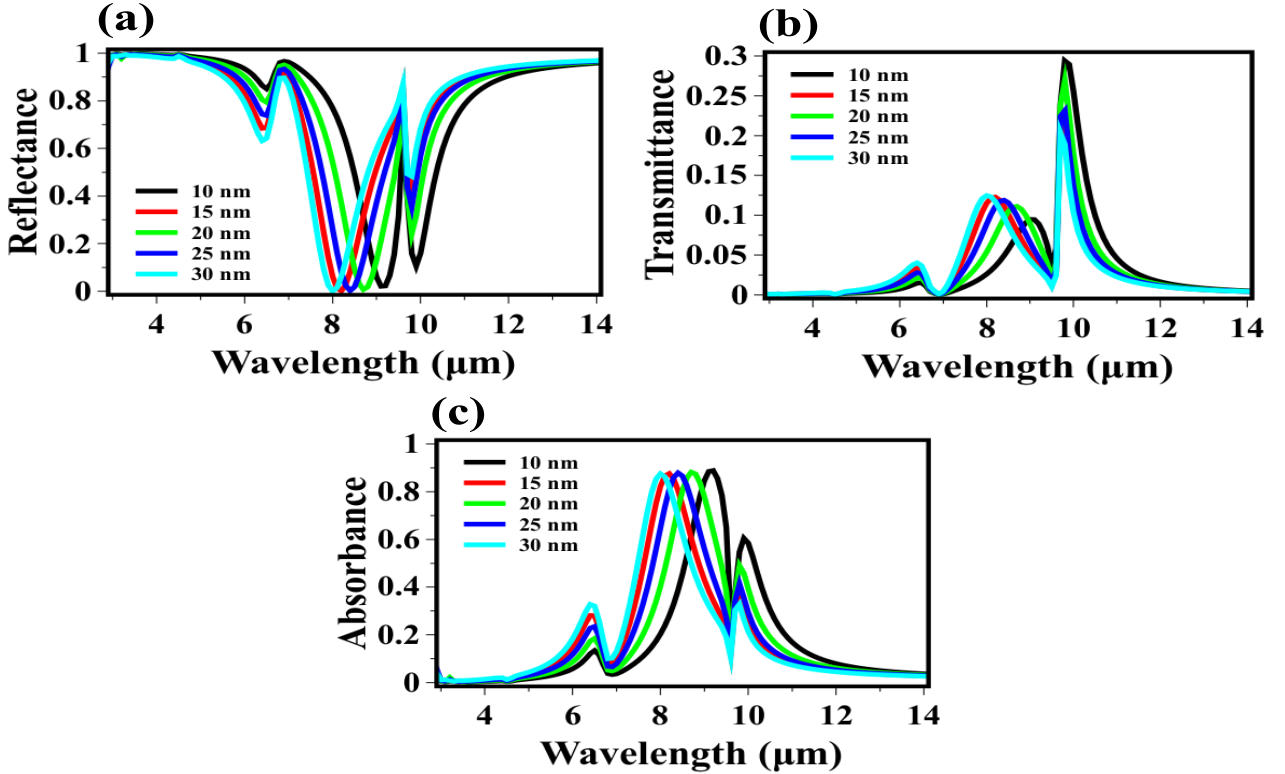 (a)
Reflectance
1
0.8
0.6
0.4
0.2
0
10 nm
15 nm
20 nm
25 nm
30 nm
4 6 8 10 12 14
Wavelength (μm)
(b)
Transmittance
0.3
0.25
0.2
0.15
0.1
0.05
0
10 nm
15 nm
20 nm
25 nm
30 nm
4 6 8 10 12 14
Wavelength (μm)
(c)
Absorbance
1
0.8
0.6
0.4
0.2
0
10 nm
15 nm
20 nm
25 nm
30 nm
4 6 8 10 12 14
Wavelength (μm)